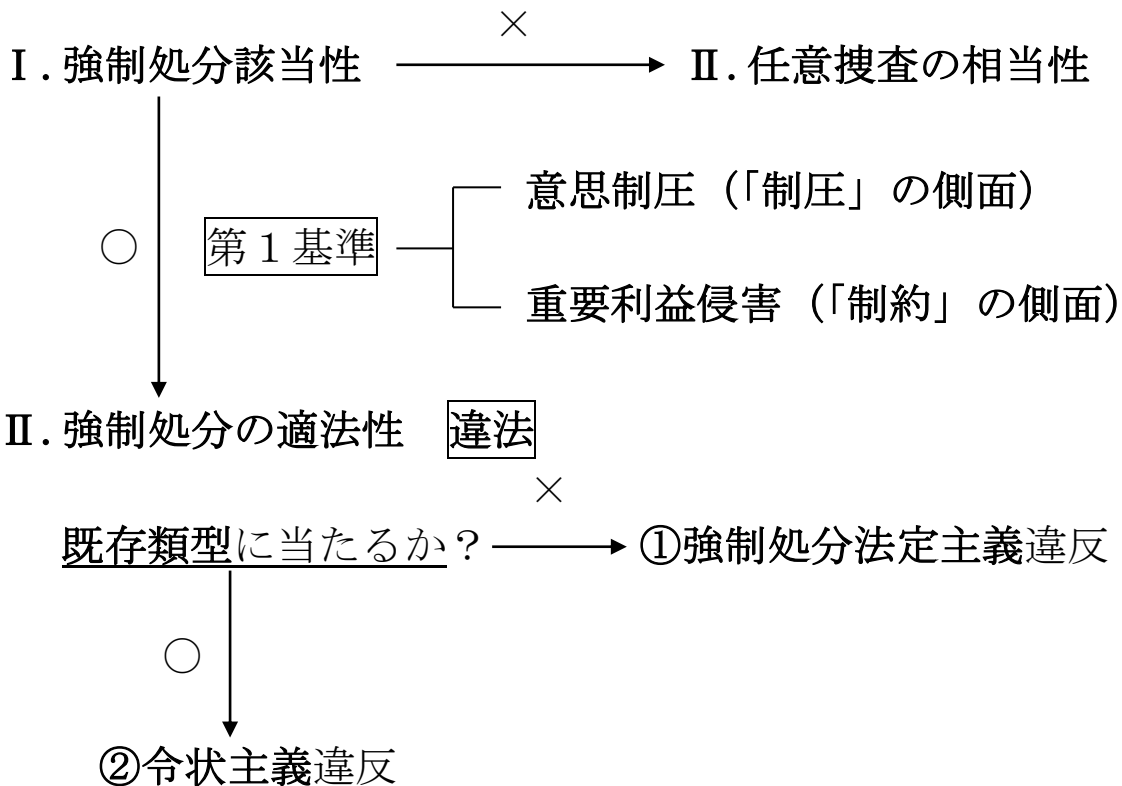 ×
Ⅰ．強制処分該当性 Ⅱ．任意捜査の相当性
意思制圧（「制圧」の側面）
○ 第１基準
重要利益侵害（「制約」の側面）
Ⅱ．強制処分の適法性 違法
×
既存類型に当たるか？ ①強制処分法定主義違反
○
②令状主義違反